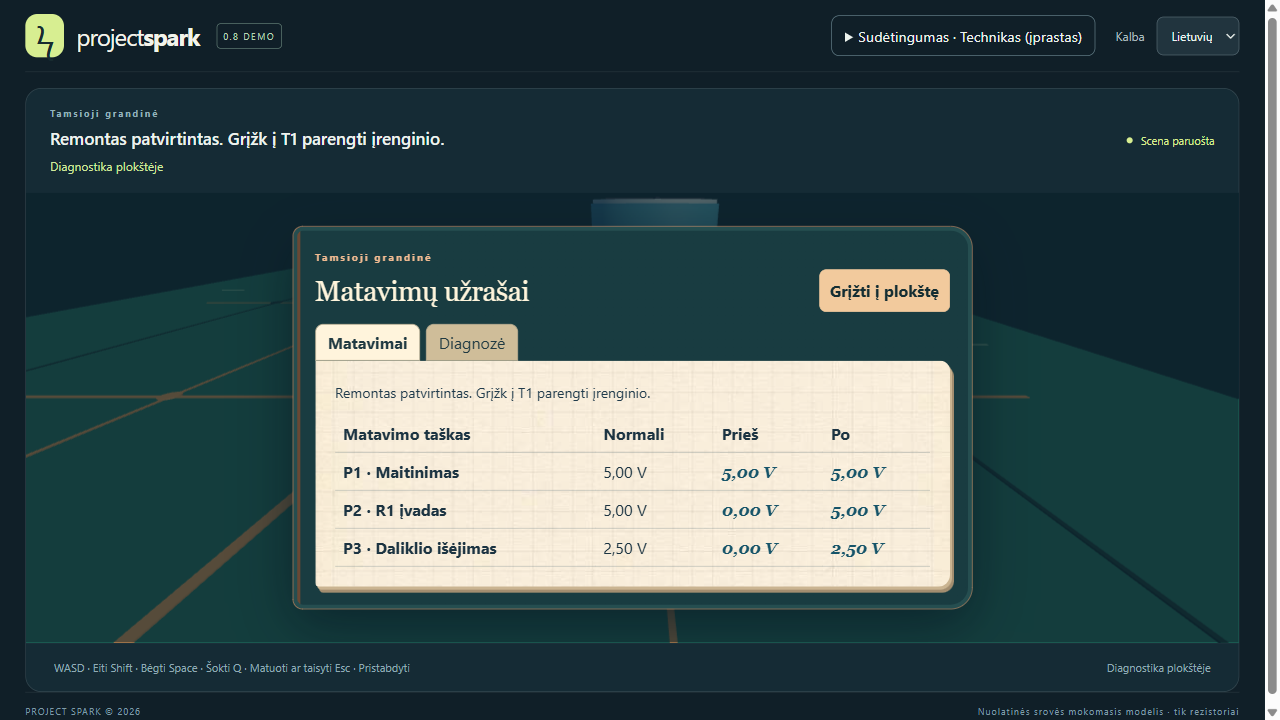 projectspark 0.8 DEMO ▶ Sudėtingumas · Technikas (įprastas) Kalba Lietuvių
Tamsioji grandinė
Remontas patvirtintas. Grįžk į T1 parengti įrenginio.
Scena paruošta
Diagnostika plokštėje
Tamsioji grandinė
Matavimų užrašai
Grįžti į plokštę
Matavimai Diagnozė
Remontas patvirtintas. Grįžk į T1 parengti įrenginio.
Matavimo taškas Normali Prieš Po
P1 · Maitinimas 5,00 V 5,00 V 5,00 V
P2 · R1 įvadas 5,00 V 0,00 V 5,00 V
P3 · Daliklio išėjimas 2,50 V 0,00 V 2,50 V
WASD · Eiti Shift · Bėgti Space · Šokti Q · Matuoti ar taisyti Esc · Pristabdyti Diagnostika plokštėje
PROJECT SPARK © 2026 Nuolatinės srovės mokomasis modelis · tik rezistoriai